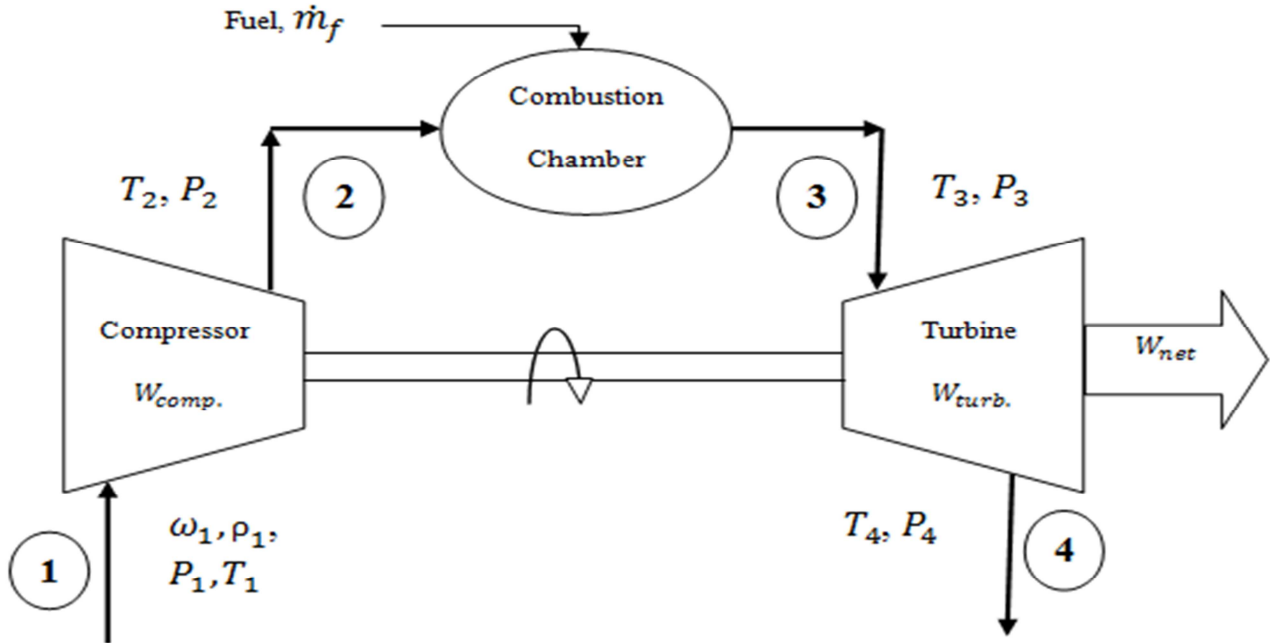 Fuel, ṁ_f
Combustion
Chamber
T₂, P₂
2
3
T₃, P₃
Compressor
W_comp.
Turbine
W_turb.
W_net
1
ω₁, ρ₁,
P₁, T₁
T₄, P₄
4